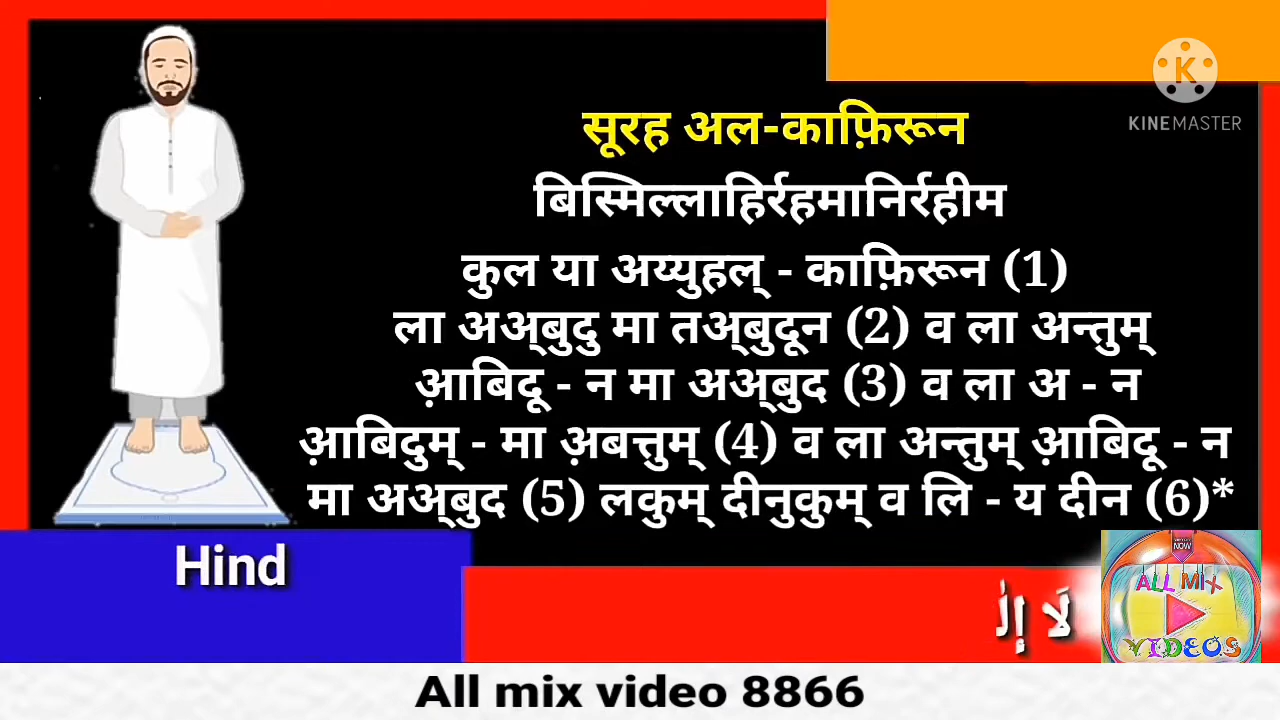 K
KINEMASTER
सूरह अल-काफ़िरून
बिस्मिल्लाहिर्रहमानिर्रहीम
कुल या अय्युहल् - काफ़िरून (1)
ला अअ्बुदु मा तअ्बुदून (2) व ला अन्तुम्
आ़बिदू - न मा अअ्बुद (3) व ला अ - न
आ़बिदुम् - मा अ़बत्तुम् (4) व ला अन्तुम् आ़बिदू - न
मा अअ्बुद (5) लकुम् दीनुकुम् व लि - य दीन (6)*
Hind
لَا إِلٰ
NOW
ALL MIX
VIDEOS
All mix video 8866